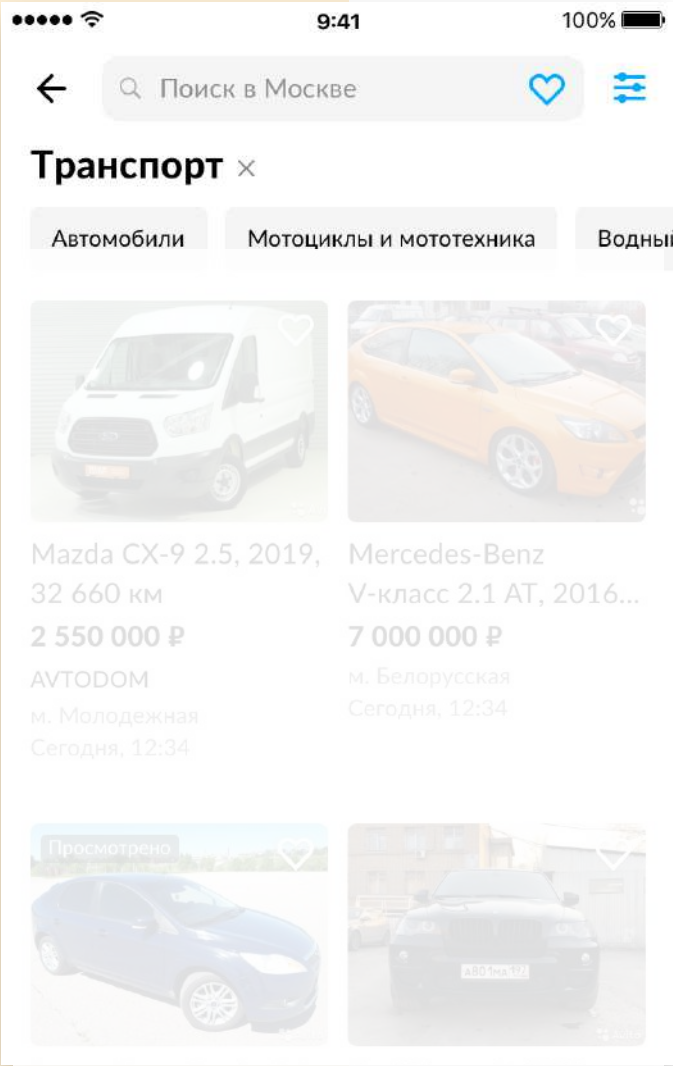 9:41
100%
Поиск в Москве
Транспорт ×
Автомобили
Мотоциклы и мототехника
Водный
Mazda CX-9 2.5, 2019,
32 660 км
2 550 000 ₽
AVTODOM
м. Молодежная
Сегодня, 12:34
Mercedes-Benz
V-класс 2.1 AT, 2016...
7 000 000 ₽
м. Белорусская
Сегодня, 12:34
Просмотрено